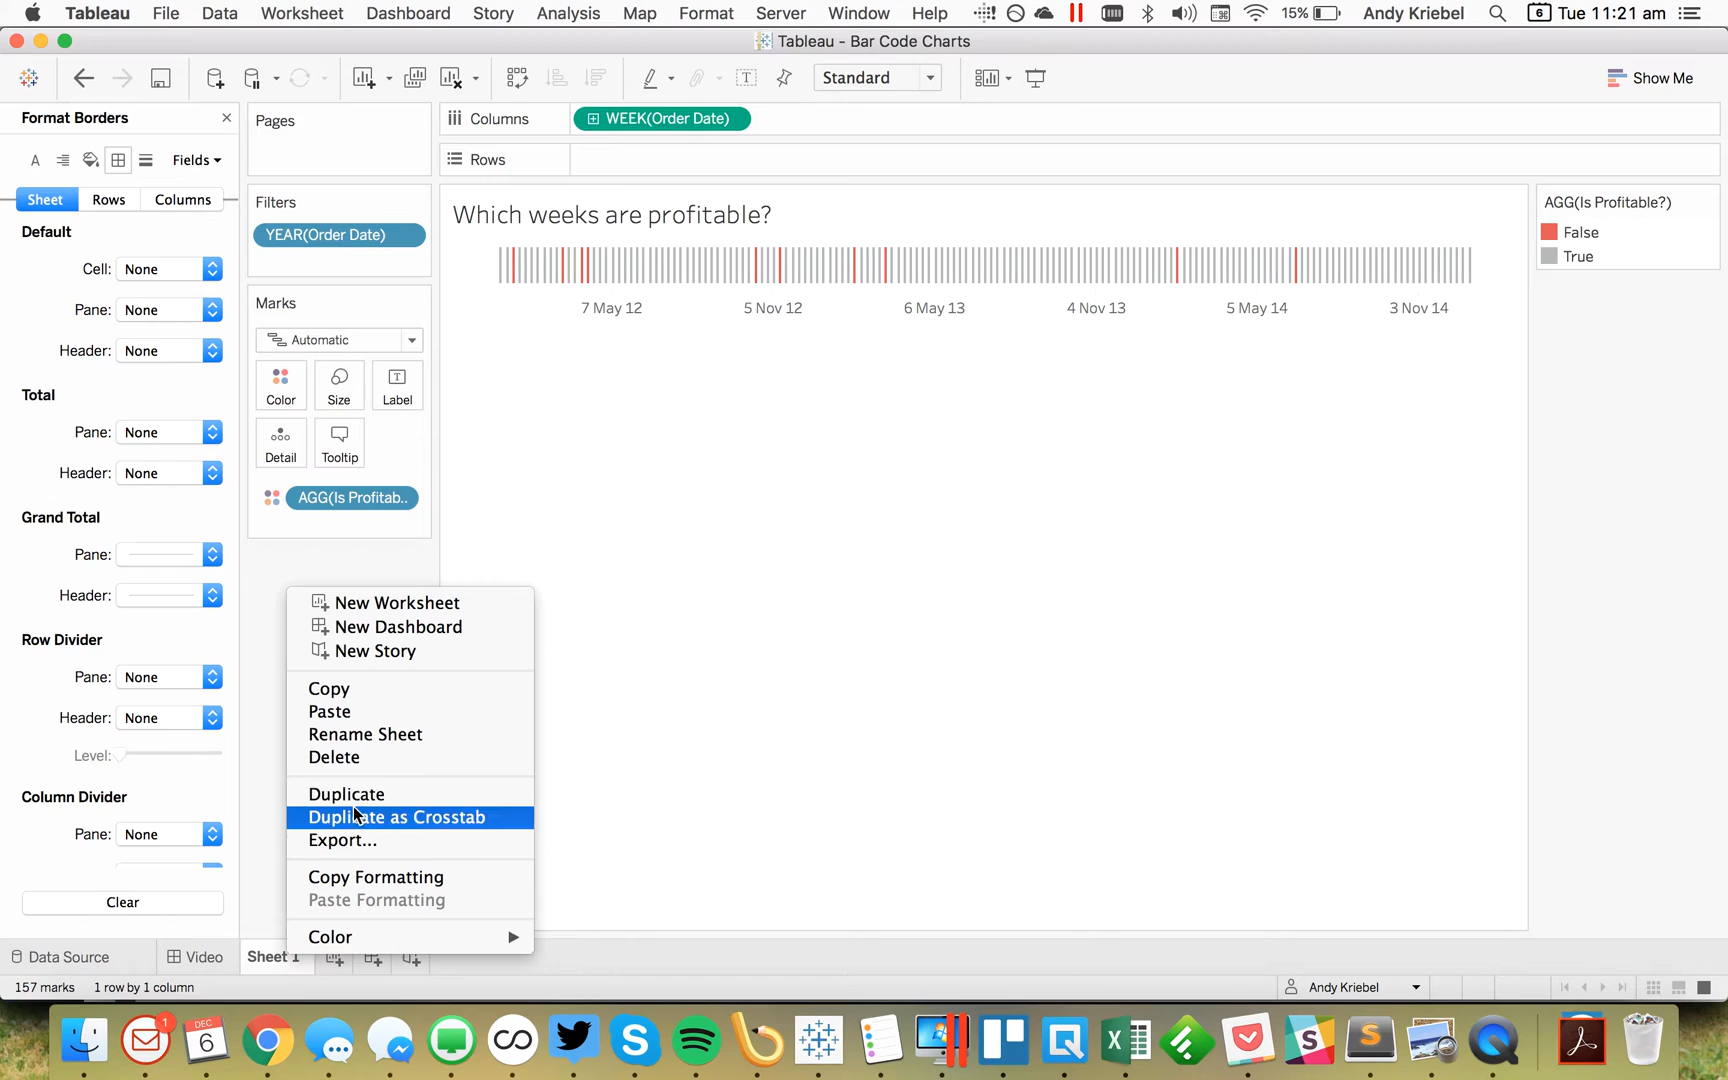 Tableau File Data Worksheet Dashboard Story Analysis Map Format Server Window Help 15% Andy Kriebel 6 Tue 11:21 am
Tableau - Bar Code Charts
Standard Show Me
Format Borders
Fields
Sheet Rows Columns
Default
Cell: None
Pane: None
Header: None
Total
Pane: None
Header: None
Grand Total
Pane:
Header:
Row Divider
Pane: None
Header: None
Level:
Column Divider
Pane: None
Clear
Pages
Filters
YEAR(Order Date)
Marks
Automatic
Color Size Label
Detail Tooltip
AGG(Is Profitab..
Columns WEEK(Order Date)
Rows
Which weeks are profitable?
7 May 12 5 Nov 12 6 May 13 4 Nov 13 5 May 14 3 Nov 14
AGG(Is Profitable?)
False
True
New Worksheet
New Dashboard
New Story
Copy
Paste
Rename Sheet
Delete
Duplicate
Duplicate as Crosstab
Export...
Copy Formatting
Paste Formatting
Color
Data Source Video Sheet 1
157 marks 1 row by 1 column Andy Kriebel
1 DEC
6